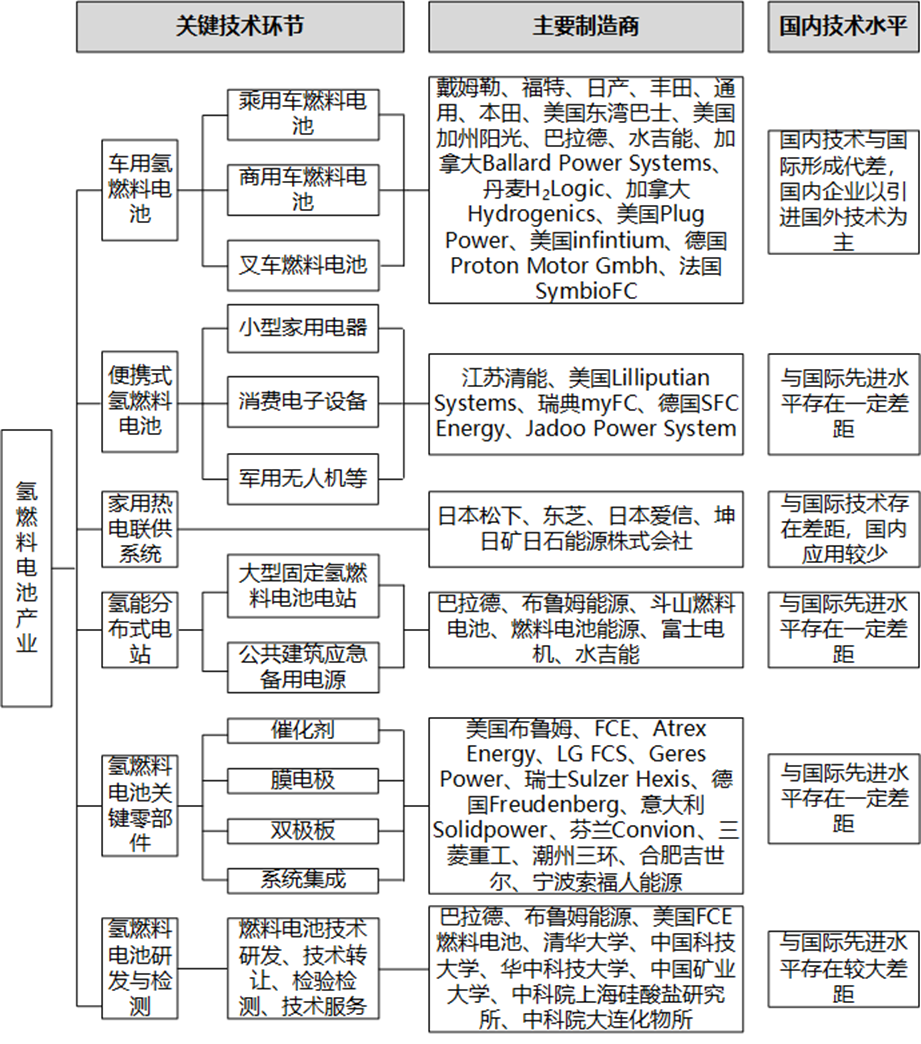 关键技术环节
主要制造商
国内技术水平
氢
燃
料
电
池
产
业
车用氢
燃料电
池
乘用车燃料电
池
商用车燃料电
池
叉车燃料电池
戴姆勒、福特、日产、丰田、通
用、本田、美国东湾巴士、美国
加州阳光、巴拉德、水吉能、加
拿大Ballard Power Systems、
丹麦H₂Logic、加拿大
Hydrogenics、美国Plug
Power、美国infintium、德国
Proton Motor Gmbh、法国
SymbioFC
国内技术与国
际形成代差，
国内企业以引
进国外技术为
主
便携式
氢燃料
电池
小型家用电器
消费电子设备
军用无人机等
江苏清能、美国Lilliputian
Systems、瑞典myFC、德国SFC
Energy、Jadoo Power System
与国际先进水
平存在一定差
距
家用热
电联供
系统
日本松下、东芝、日本爱信、坤
日矿日石能源株式会社
与国际技术存
在差距，国内
应用较少
氢能分
布式电
站
大型固定氢燃
料电池电站
公共建筑应急
备用电源
巴拉德、布鲁姆能源、斗山燃料
电池、燃料电池能源、富士电
机、水吉能
与国际先进水
平存在一定差
距
氢燃料
电池关
键零部
件
催化剂
膜电极
双极板
系统集成
美国布鲁姆、FCE、Atrex
Energy、LG FCS、Geres
Power、瑞士Sulzer Hexis、德
国Freudenberg、意大利
Solidpower、芬兰Convion、三
菱重工、潮州三环、合肥吉世
尔、宁波索福人能源
与国际先进水
平存在一定差
距
氢燃料
电池研
发与检
测
燃料电池技术
研发、技术转
让、检验检
测、技术服务
巴拉德、布鲁姆能源、美国FCE
燃料电池、清华大学、中国科技
大学、华中科技大学、中国矿业
大学、中科院上海硅酸盐研究
所、中科院大连化物所
与国际先进水
平存在较大差
距